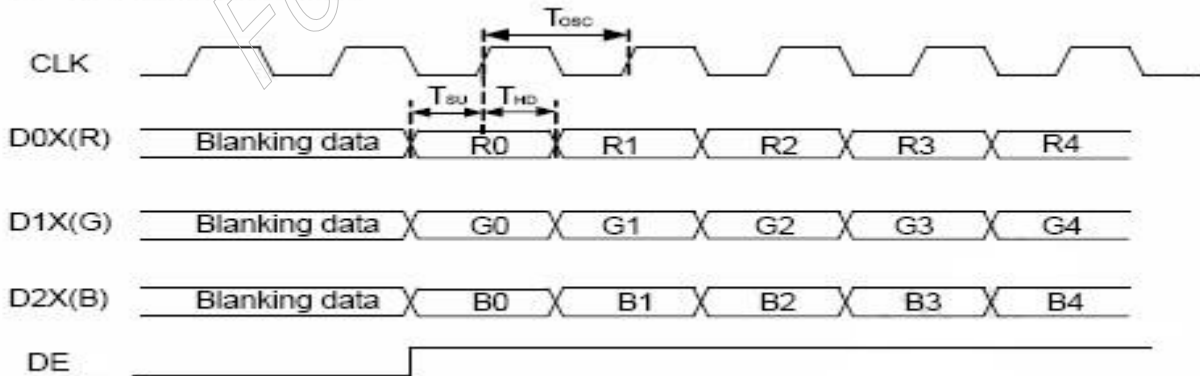 Tosc
CLK
TSU THD
D0X(R) Blanking data R0 R1 R2 R3 R4
D1X(G) Blanking data G0 G1 G2 G3 G4
D2X(B) Blanking data B0 B1 B2 B3 B4
DE